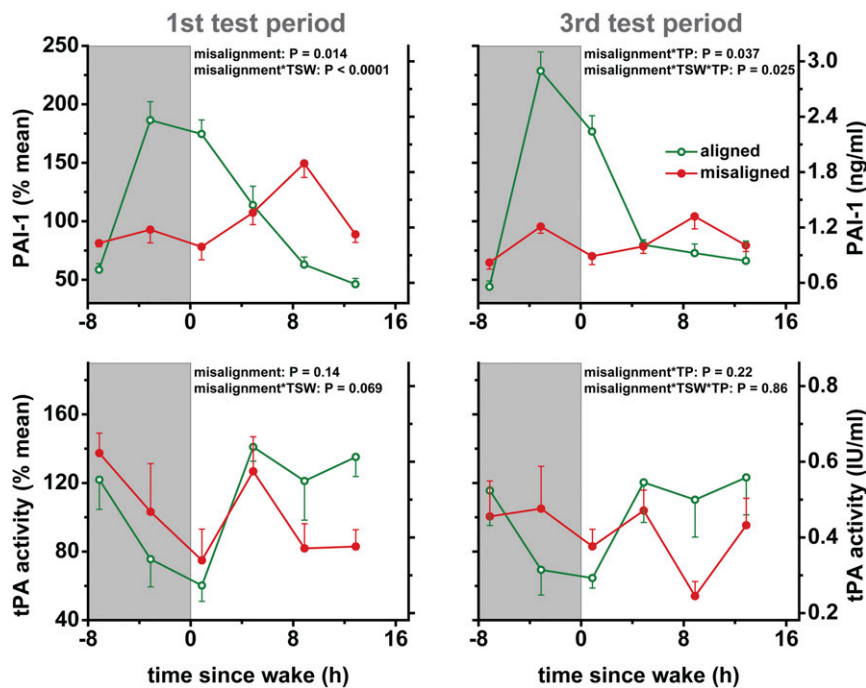 1st test period
3rd test period
misalignment: P = 0.014
misalignment*TSW: P < 0.0001
misalignment*TP: P = 0.037
misalignment*TSW*TP: P = 0.025
PAI-1 (% mean)
250
200
150
100
50
-8 0 8 16
-8 0 8 16
aligned
misaligned
3.0
2.4
1.8
1.2
0.6
PAI-1 (ng/ml)
misalignment: P = 0.14
misalignment*TSW: P = 0.069
misalignment*TP: P = 0.22
misalignment*TSW*TP: P = 0.86
tPA activity (% mean)
160
120
80
40
0.8
0.6
0.4
0.2
tPA activity (IU/ml)
-8 0 8 16
-8 0 8 16
time since wake (h)
time since wake (h)